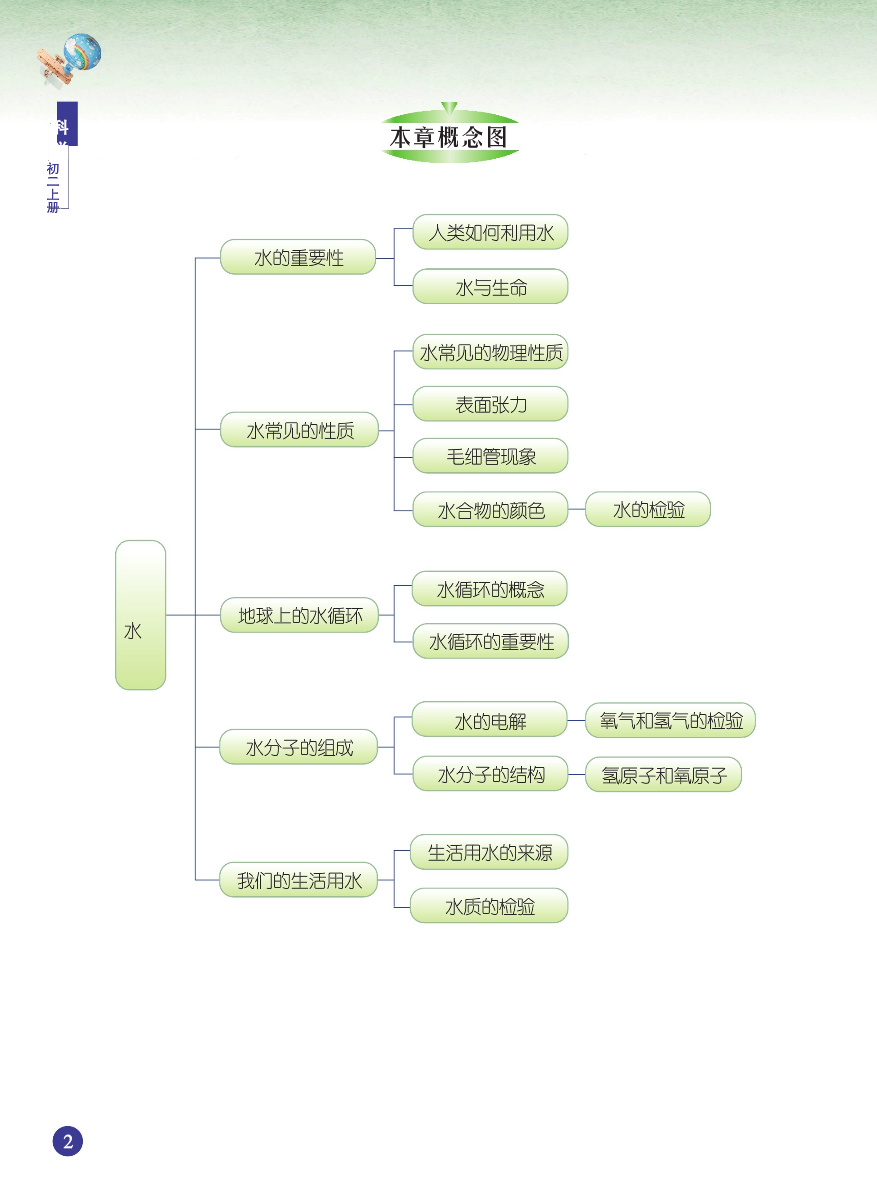 科
初二上册
本章概念图
人类如何利用水
水的重要性
水与生命
水常见的物理性质
表面张力
水常见的性质
毛细管现象
水合物的颜色
水的检验
水循环的概念
地球上的水循环
水
水循环的重要性
水的电解
氧气和氢气的检验
水分子的组成
水分子的结构
氢原子和氧原子
生活用水的来源
我们的生活用水
水质的检验
2